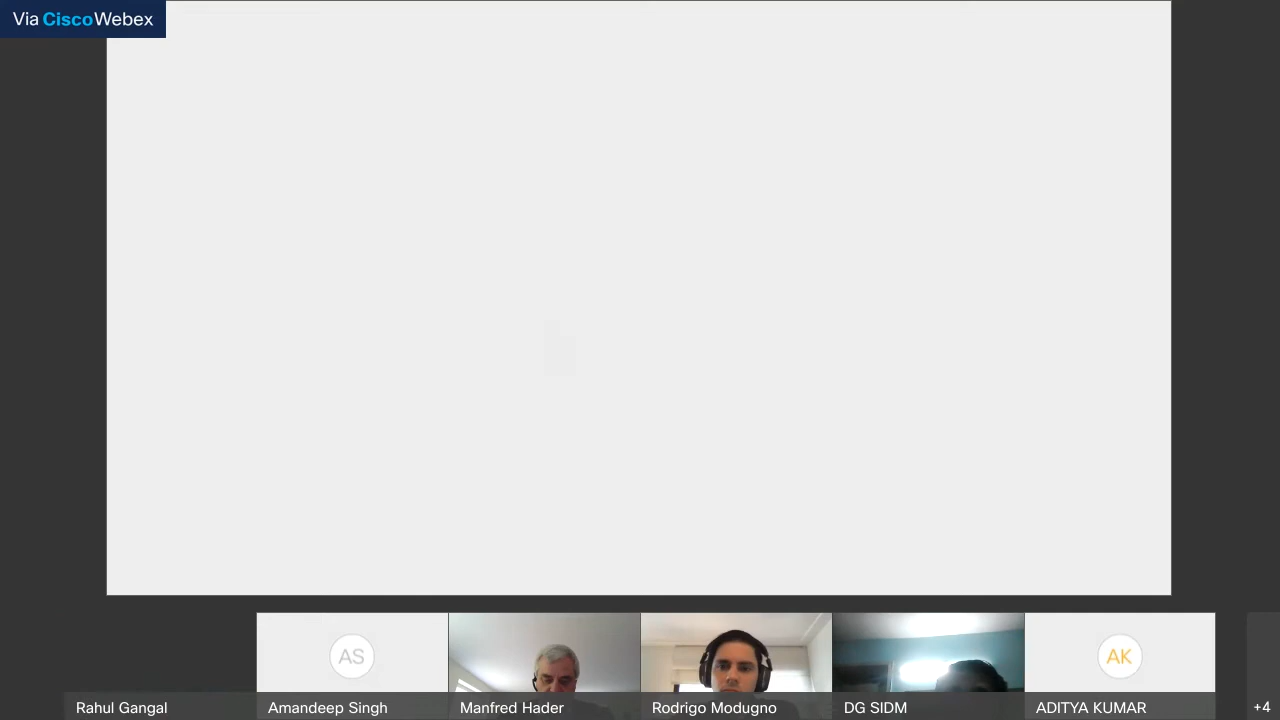 Via CiscoWebex
AS
AK
Rahul Gangal
Amandeep Singh
Manfred Hader
Rodrigo Modugno
DG SIDM
ADITYA KUMAR
+4